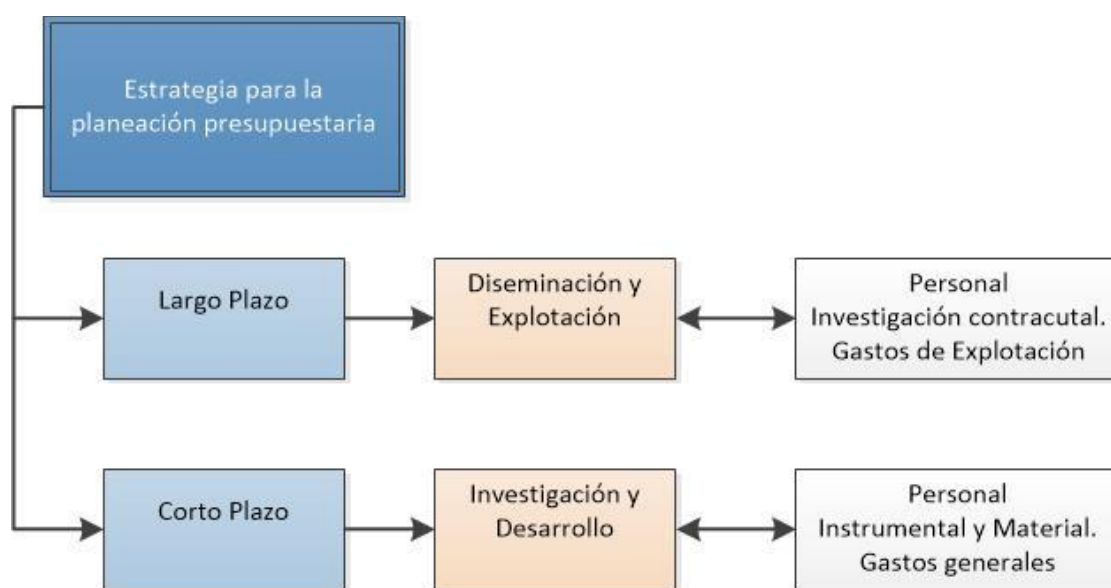 Estrategia para la
planeación presupuestaria
Largo Plazo
Diseminación y
Explotación
Personal
Investigación contracutal.
Gastos de Explotación
Corto Plazo
Investigación y
Desarrollo
Personal
Instrumental y Material.
Gastos generales